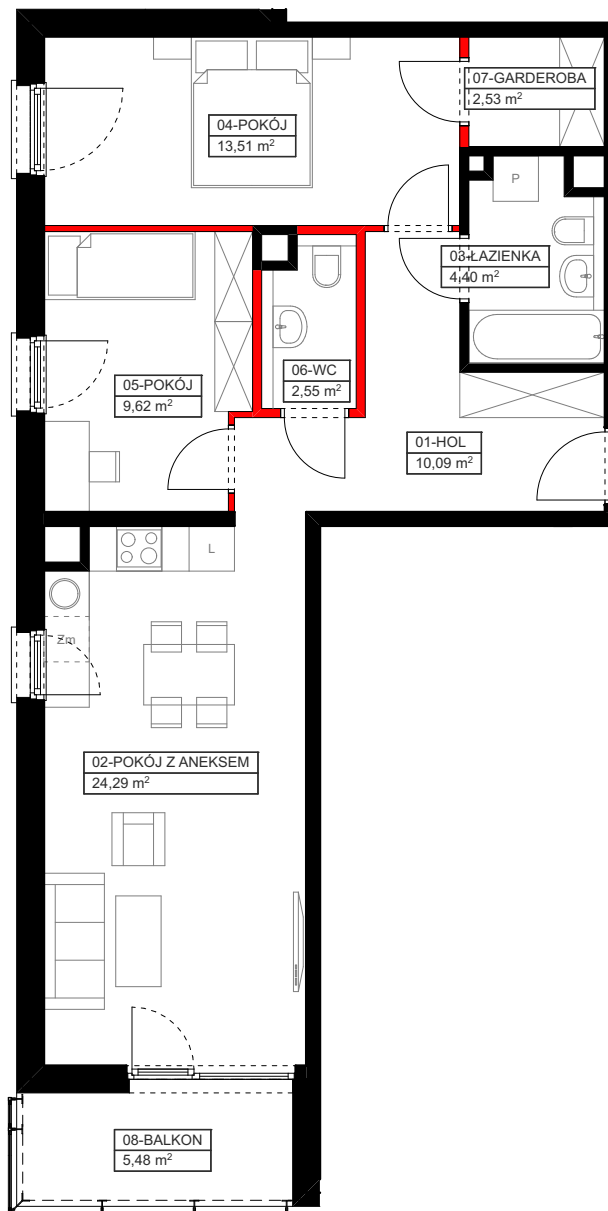 07-GARDEROBA
2,53 m²
04-POKÓJ
13,51 m²
P
03-ŁAZIENKA
4,40 m²
06-WC
2,55 m²
05-POKÓJ
9,62 m²
01-HOL
10,09 m²
L
Zm
02-POKÓJ Z ANEKSEM
24,29 m²
08-BALKON
5,48 m²